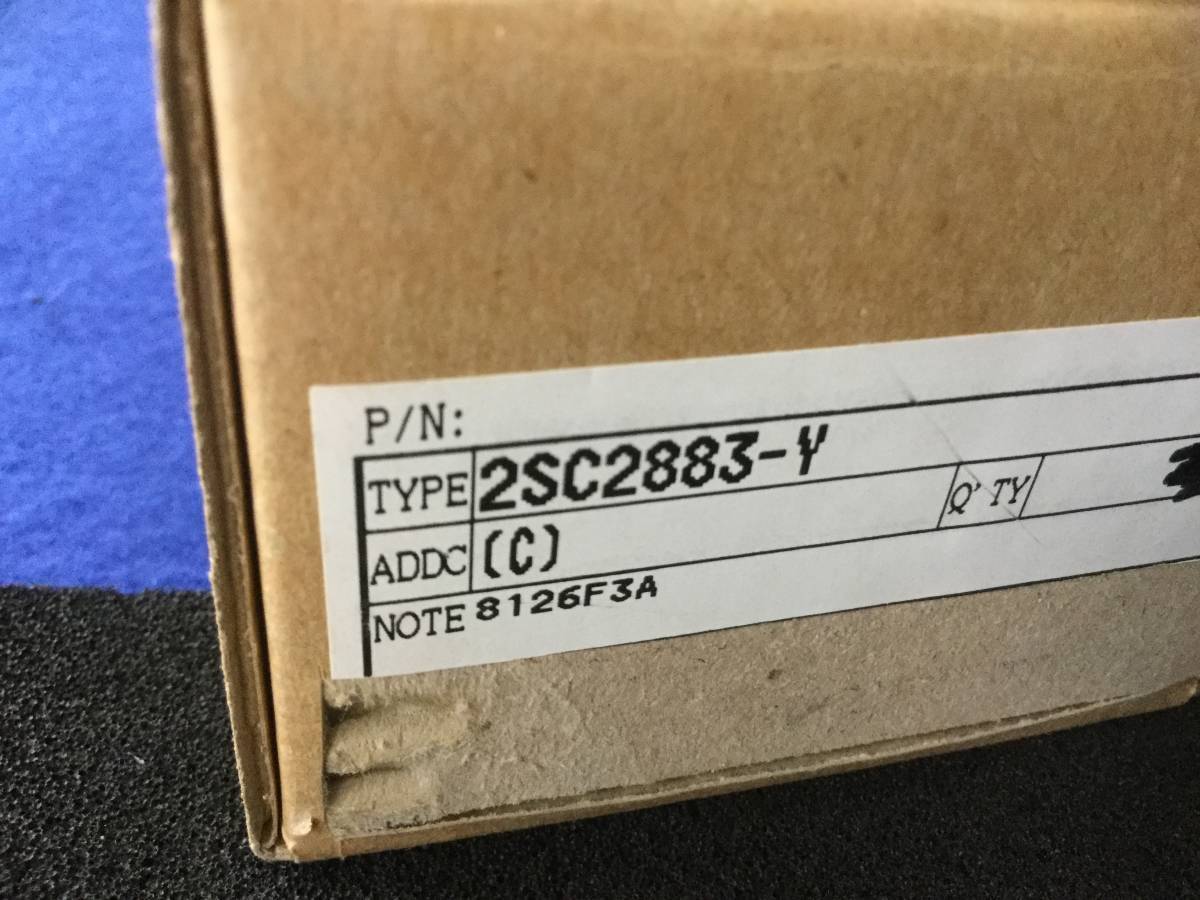 P/N:
TYPE 2SC2883-Y
ADDC (C) Q'TY
NOTE 8126F3A